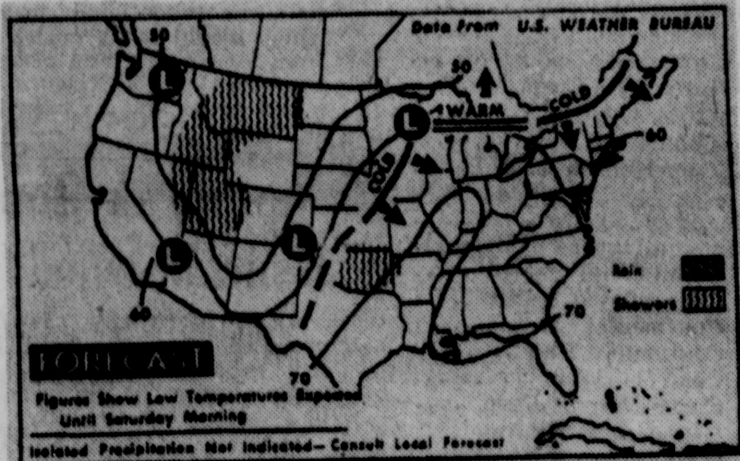 Data From U.S. WEATHER BUREAU
50
50
L
L
WARM
COLD
60
COLD
L
L
60
70
70
Rain
Showers
FORECAST
Figures Show Low Temperatures Expected
Until Saturday Morning
Isolated Precipitation Not Indicated—Consult Local Forecast